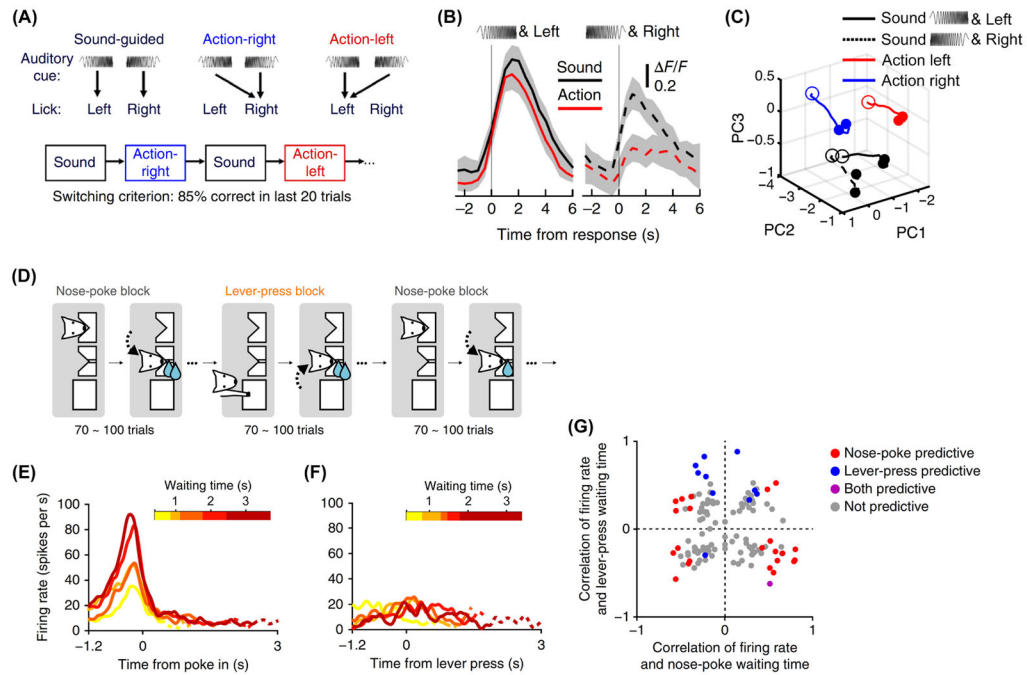 (A)
Sound-guided Action-right Action-left
Auditory cue:
Lick: Left Right Left Right Left Right
Sound Action-right Sound Action-left ...
Switching criterion: 85% correct in last 20 trials
(B)
& Left & Right
Sound
Action
ΔF/F
0.2
−2 0 2 4 6 −2 0 2 4 6
Time from response (s)
(C)
Sound & Left
Sound & Right
Action left
Action right
0.5
0
−0.5
−1
PC3
−4
−3
−2
−1
0
1
PC2
1 0 −1 −2
PC1
(D)
Nose-poke block Lever-press block Nose-poke block
... ... ...
70 ~ 100 trials 70 ~ 100 trials 70 ~ 100 trials
(E)
Waiting time (s)
1 2 3
100
80
60
40
20
0
Firing rate (spikes per s)
−1.2 0 3
Time from poke in (s)
(F)
Waiting time (s)
1 2 3
100
80
60
40
20
0
−1.2 0 3
Time from lever press (s)
(G)
1
0
−1
Correlation of firing rate
and lever-press waiting time
−1 0 1
Correlation of firing rate
and nose-poke waiting time
Nose-poke predictive
Lever-press predictive
Both predictive
Not predictive